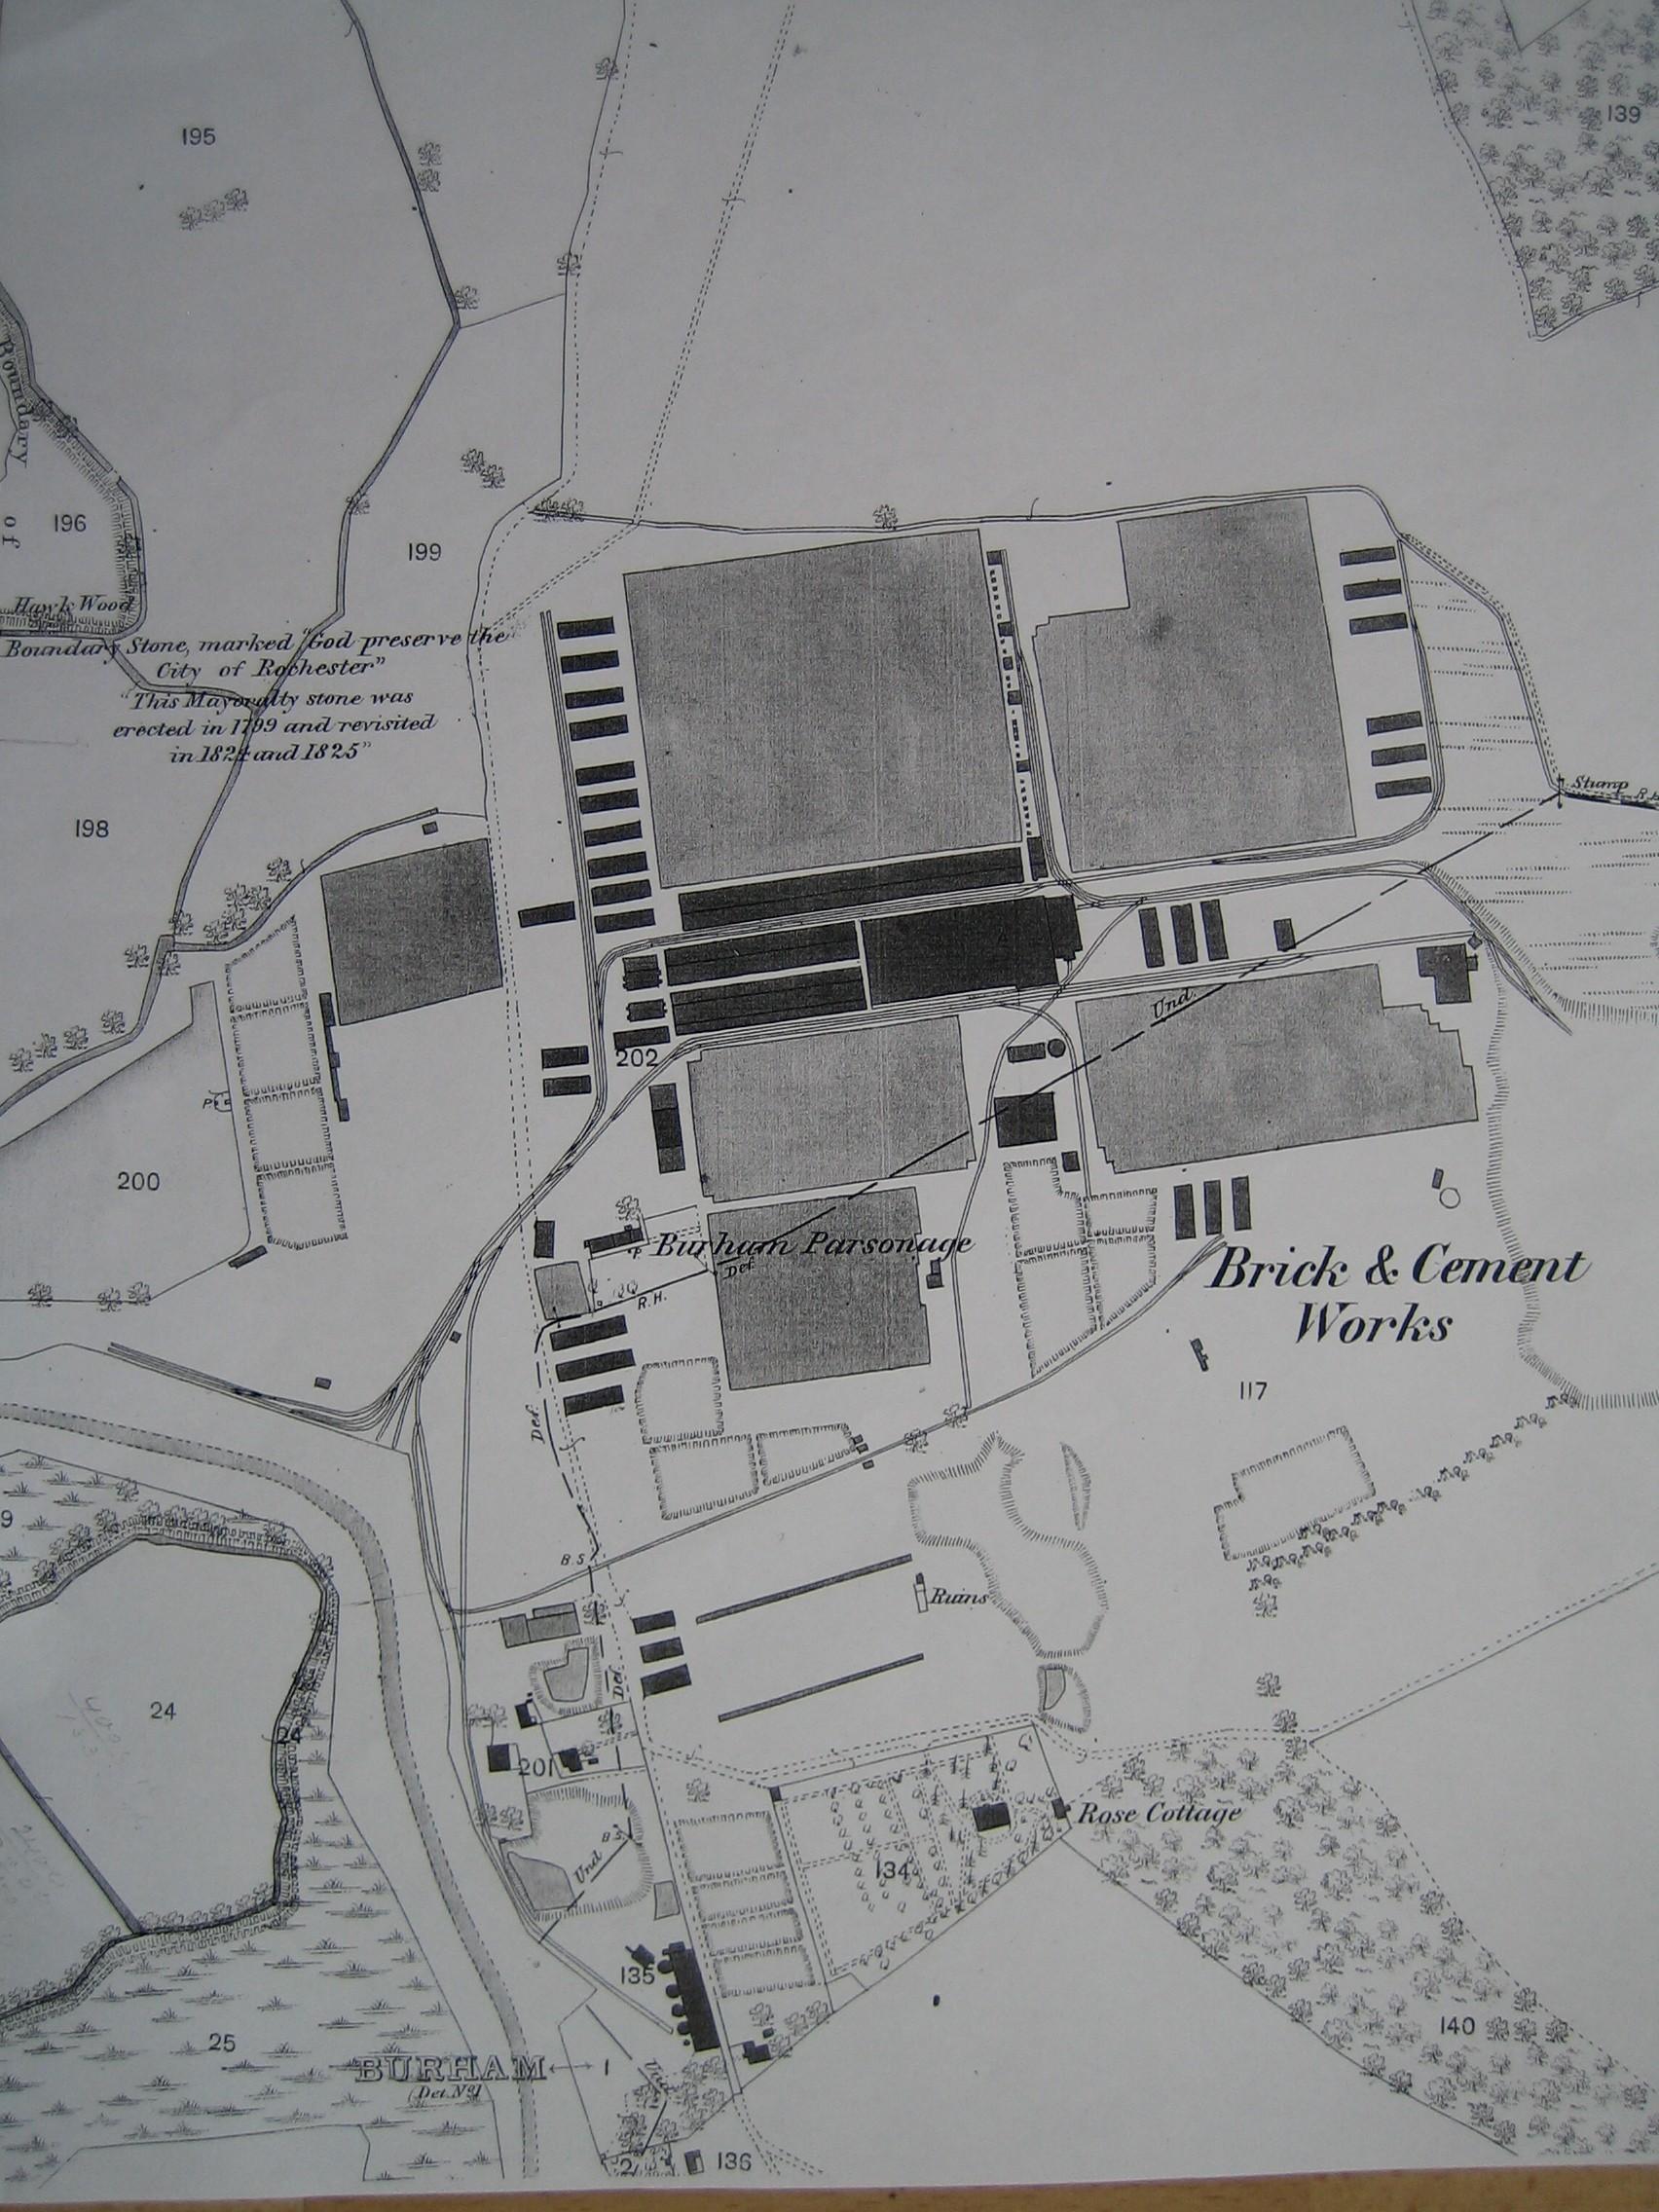 195
139
Boundary
of
196
199
Hawk Wood
Boundary Stone, marked "God preserve the
City of Rochester"
"This Mayoralty stone was
erected in 1799 and revisited
in 1824 and 1825"
Stump
198
Und.
202
P.
200
P
Burham Parsonage
Def.
R.H.
Brick & Cement
Works
117
Def.
9
B.S.
Ruins
Def.
24
24
201
Rose Cottage
134
B.S.
Und
135
140
25
BURHAM
1
(Det. No. 1)
Und.
2
136